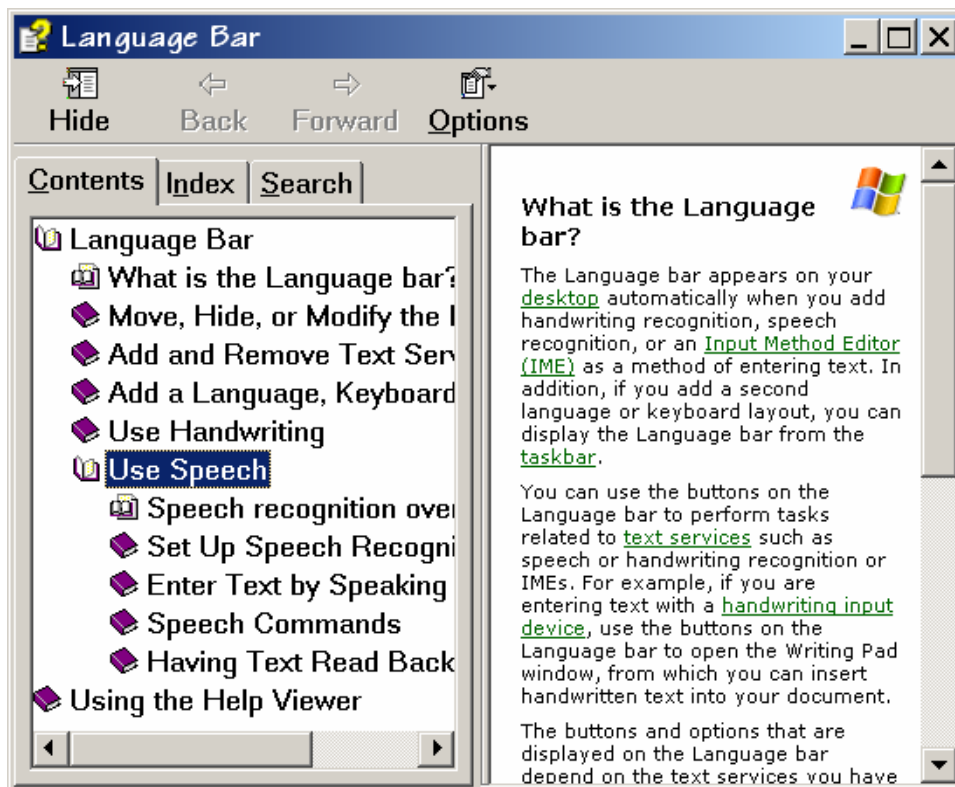 Language Bar
Hide Back Forward Options
Contents Index Search
Language Bar
What is the Language bar?
Move, Hide, or Modify the
Add and Remove Text
Add a Language, Keyboard
Use Handwriting
Use Speech
Speech recognition
Set Up Speech
Enter Text by Speaking
Speech Commands
Having Text Read Back
Using the Help Viewer
What is the Language
bar?
The Language bar appears on your
desktop automatically when you add
handwriting recognition, speech
recognition, or an Input Method Editor
(IME) as a method of entering text. In
addition, if you add a second
language or keyboard layout, you can
display the Language bar from the
taskbar.
You can use the buttons on the
Language bar to perform tasks
related to text services such as
speech or handwriting recognition or
IMEs. For example, if you are
entering text with a handwriting input
device, use the buttons on the
Language bar to open the Writing Pad
window, from which you can insert
handwritten text into your document.
The buttons and options that are
displayed on the Language bar
depend on the text services you have